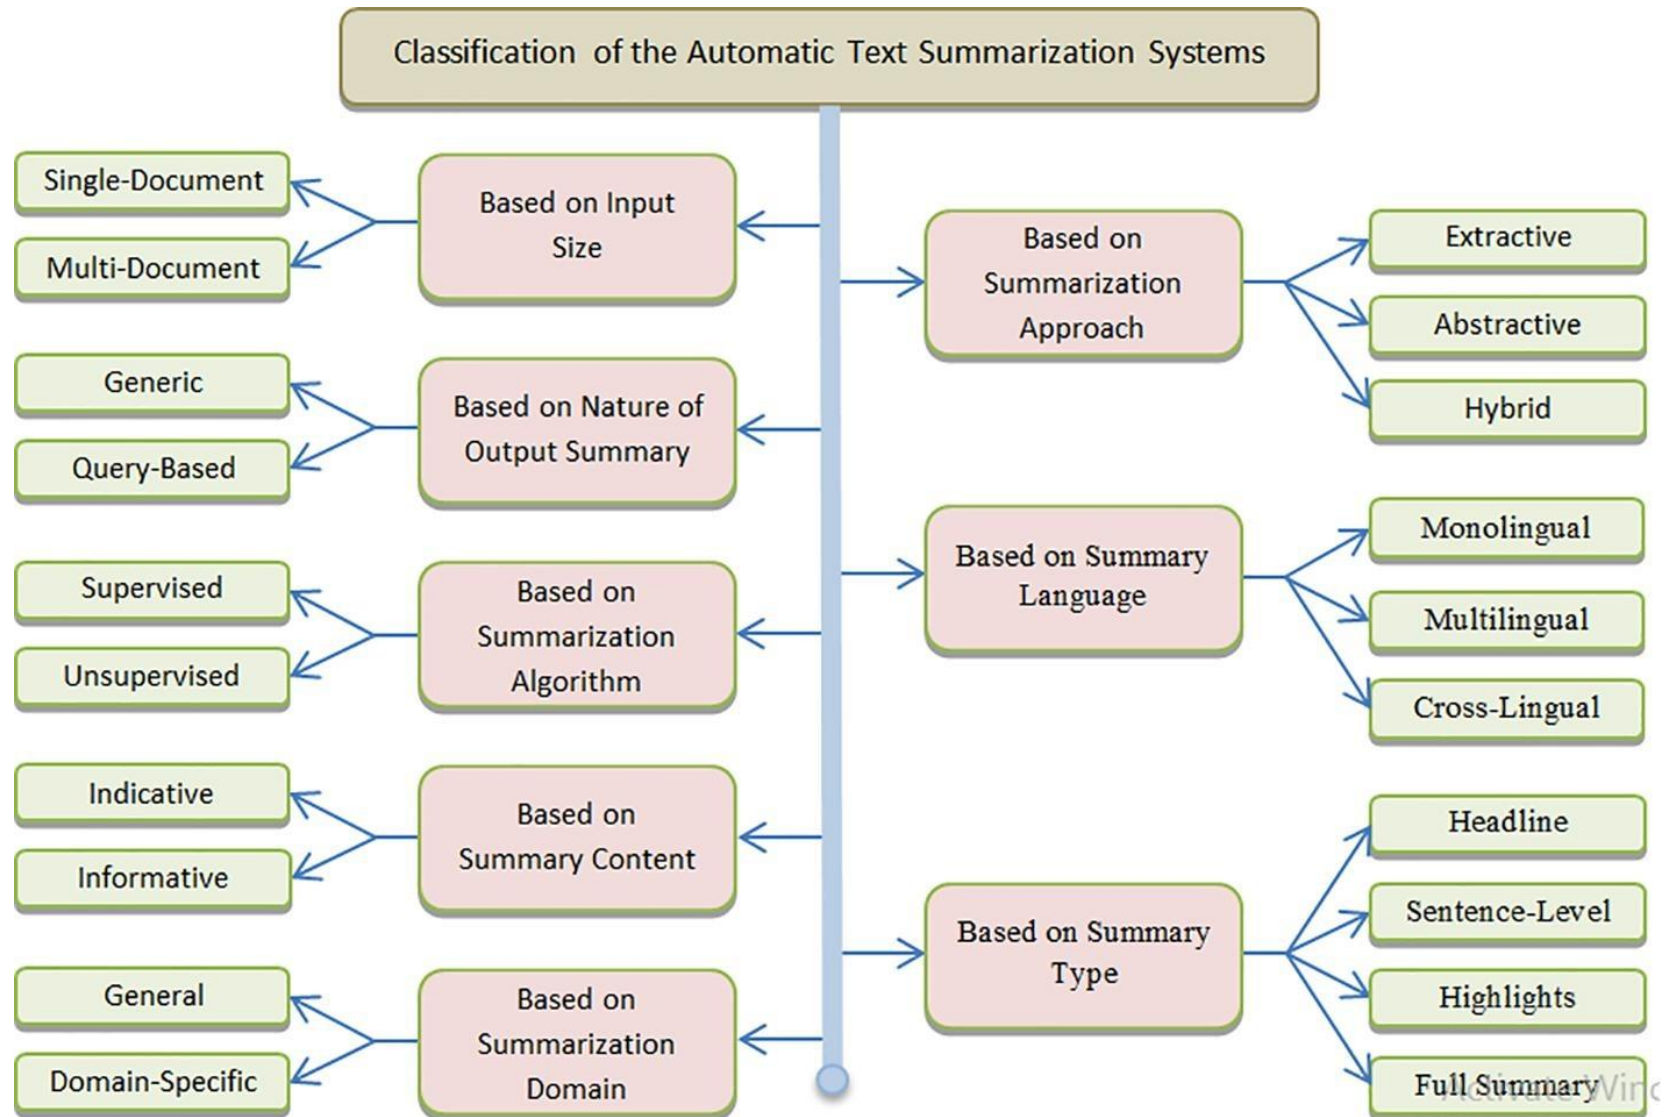 Classification of the Automatic Text Summarization Systems
Single-Document
Multi-Document
Based on Input
Size
Generic
Query-Based
Based on Nature of
Output Summary
Supervised
Unsupervised
Based on
Summarization
Algorithm
Indicative
Informative
Based on
Summary Content
General
Domain-Specific
Based on
Summarization
Domain
Based on
Summarization
Approach
Extractive
Abstractive
Hybrid
Based on Summary
Language
Monolingual
Multilingual
Cross-Lingual
Based on Summary
Type
Headline
Sentence-Level
Highlights
Full Summary
Activate